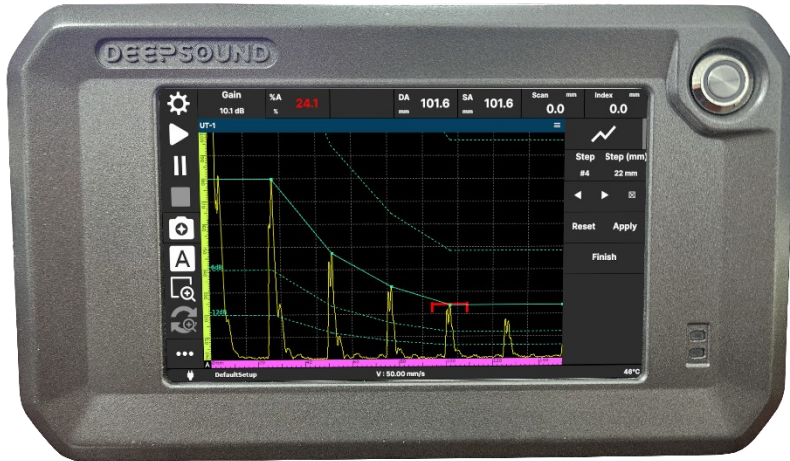 DEEPSOUND
Gain
10.1 dB
%A
%
24.1
DA
mm
101.6
SA
mm
101.6
Scan mm
0.0
Index mm
0.0
UT-1
Step
#4
Step (mm)
22 mm
Reset
Apply
Finish
-6dB
-12dB
A
A
DefaultSetup
V : 50.00 mm/s
48°C